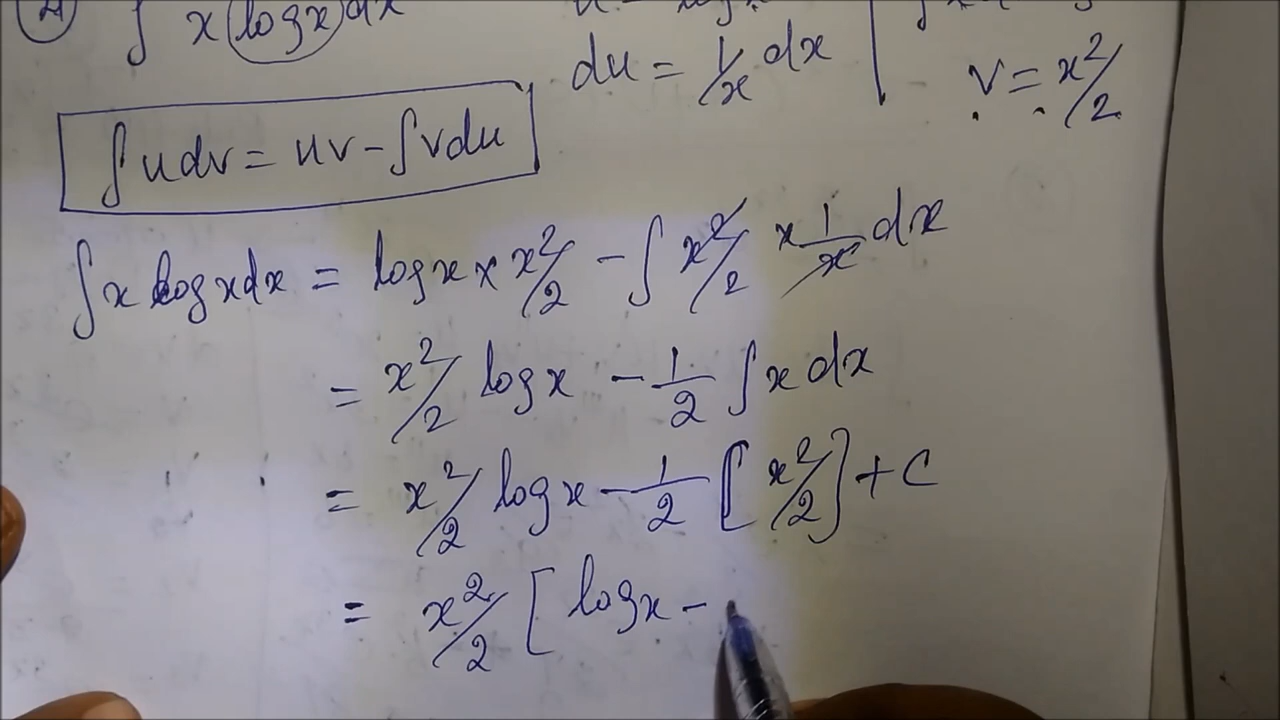 ∫ x (log x) dx
du = 1/x dx
v = x²/2
∫ u dv = uv - ∫ v du
∫ x log x dx = log x × x²/2 - ∫ x²/2 × 1/x dx
= x²/2 log x - 1/2 ∫ x dx
= x²/2 log x - 1/2 [x²/2] + C
= x²/2 [ log x -